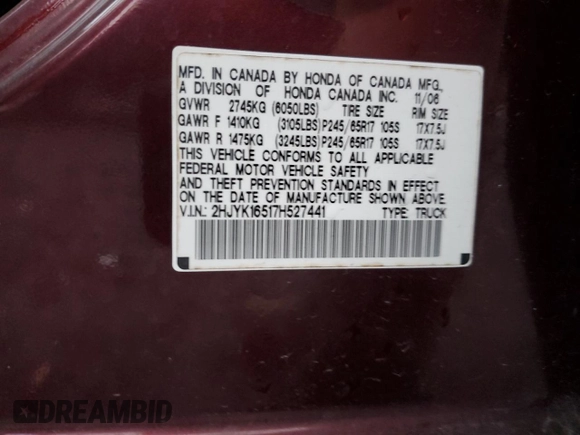 MFD. IN CANADA BY HONDA OF CANADA MFG.,
A DIVISION OF HONDA CANADA INC. 11/06
GVWR 2745KG (6050LBS) TIRE SIZE RIM SIZE
GAWR F 1410KG (3105LBS)P245/65R17 105S 17X7.5J
GAWR R 1475KG (3245LBS)P245/65R17 105S 17X7.5J
THIS VEHICLE CONFORMS TO ALL APPLICABLE
FEDERAL MOTOR VEHICLE SAFETY
AND THEFT PREVENTION STANDARDS IN EFFECT
ON THE DATE OF MANUFACTURE SHOWN ABOVE.
V.I.N.: 2HJYK16517H527441 TYPE: TRUCK
DREAMBID